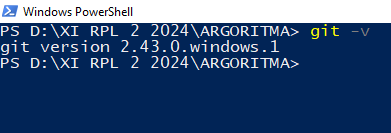 Windows PowerShell
PS D:\XI RPL 2 2024\ARGORITMA> git -v
git version 2.43.0.windows.1
PS D:\XI RPL 2 2024\ARGORITMA>